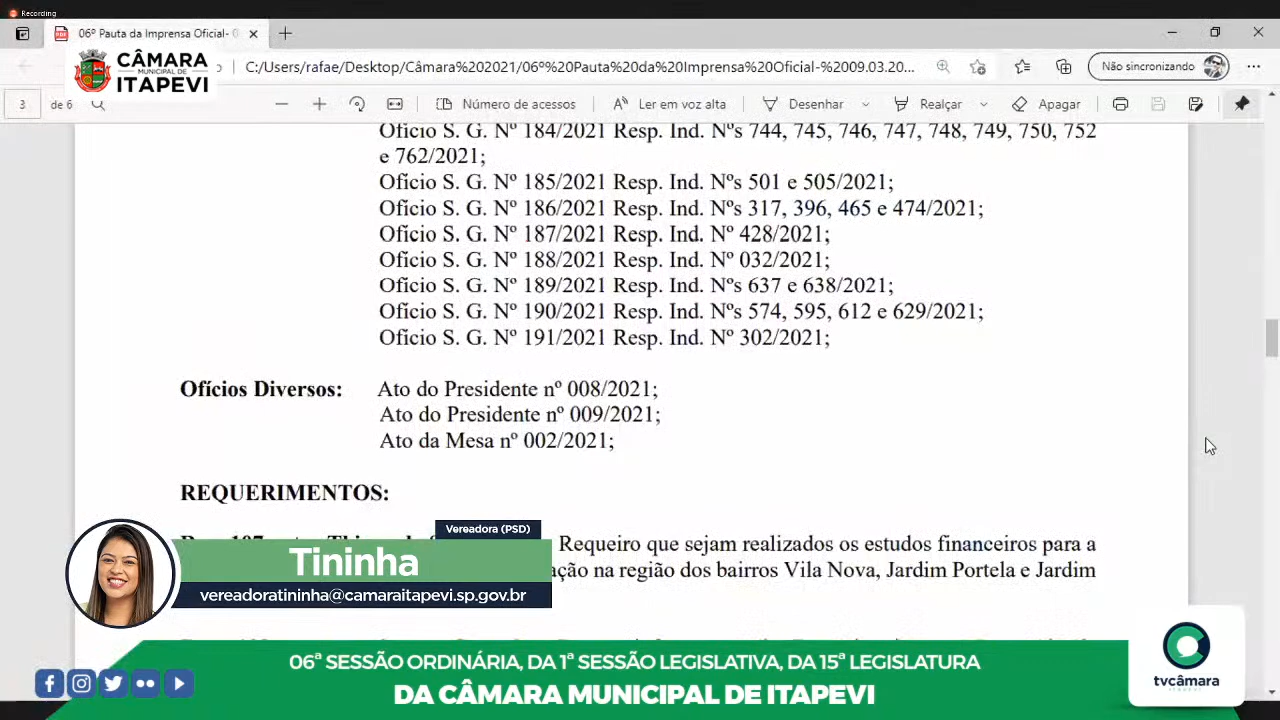 Recording
06º Pauta da Imprensa Oficial- 0
CÂMARA
MUNICIPAL DE
ITAPEVI
C:/Users/rafae/Desktop/Câmara%202021/06º%20Pauta%20da%20Imprensa%20Oficial-%2009.03.20...
Não sincronizando
3 de 6
Número de acessos
Ler em voz alta
Desenhar
Realçar
Apagar
Ofício S. G. Nº 184/2021 Resp. Ind. Nºs 744, 745, 746, 747, 748, 749, 750, 752
e 762/2021;
Ofício S. G. Nº 185/2021 Resp. Ind. Nºs 501 e 505/2021;
Ofício S. G. Nº 186/2021 Resp. Ind. Nºs 317, 396, 465 e 474/2021;
Ofício S. G. Nº 187/2021 Resp. Ind. Nº 428/2021;
Ofício S. G. Nº 188/2021 Resp. Ind. Nº 032/2021;
Ofício S. G. Nº 189/2021 Resp. Ind. Nºs 637 e 638/2021;
Ofício S. G. Nº 190/2021 Resp. Ind. Nºs 574, 595, 612 e 629/2021;
Ofício S. G. Nº 191/2021 Resp. Ind. Nº 302/2021;
Ofícios Diversos: Ato do Presidente nº 008/2021;
Ato do Presidente nº 009/2021;
Ato da Mesa nº 002/2021;
REQUERIMENTOS:
Requeiro que sejam realizados os estudos financeiros para a
ação na região dos bairros Vila Nova, Jardim Portela e Jardim
Vereadora (PSD)
Tininha
vereadoratininha@camaraitapevi.sp.gov.br
06ª SESSÃO ORDINÁRIA, DA 1ª SESSÃO LEGISLATIVA, DA 15ª LEGISLATURA
DA CÂMARA MUNICIPAL DE ITAPEVI
tvcâmara
ITAPEVI